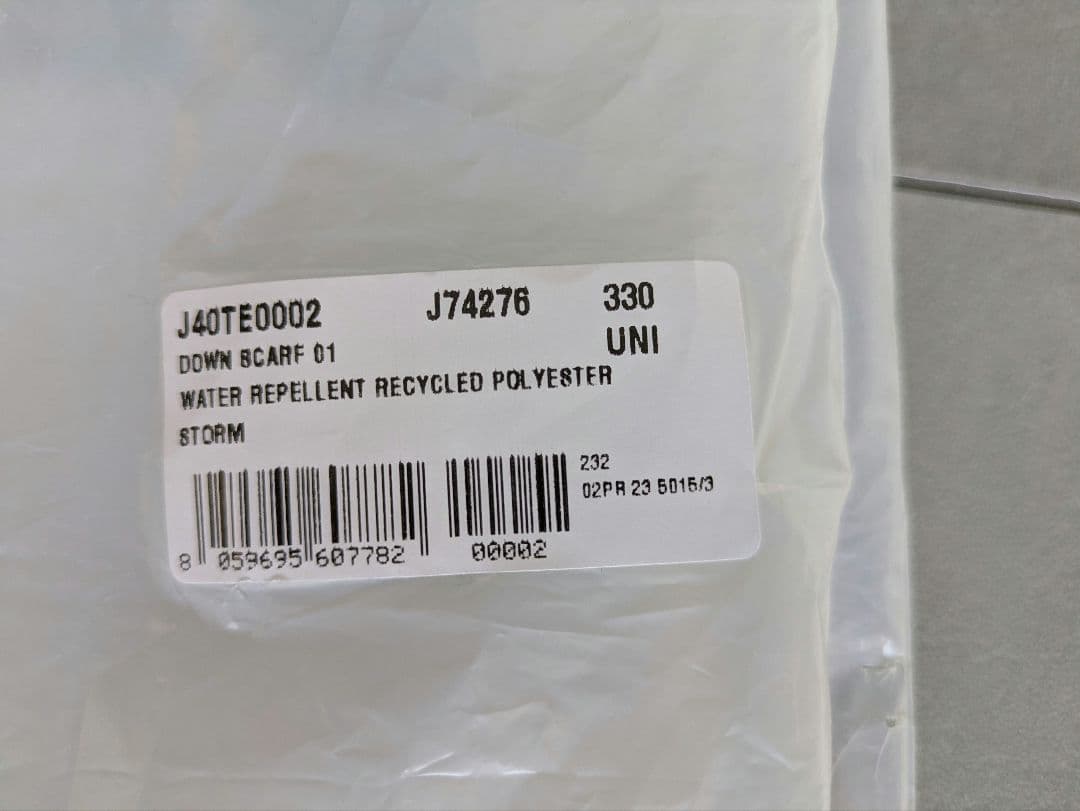 J40TE0002 J74276 330
DOWN SCARF 01 UNI
WATER REPELLENT RECYCLED POLYESTER
STORM
232
02PR 23 5015/3
8 059695 607782 00002